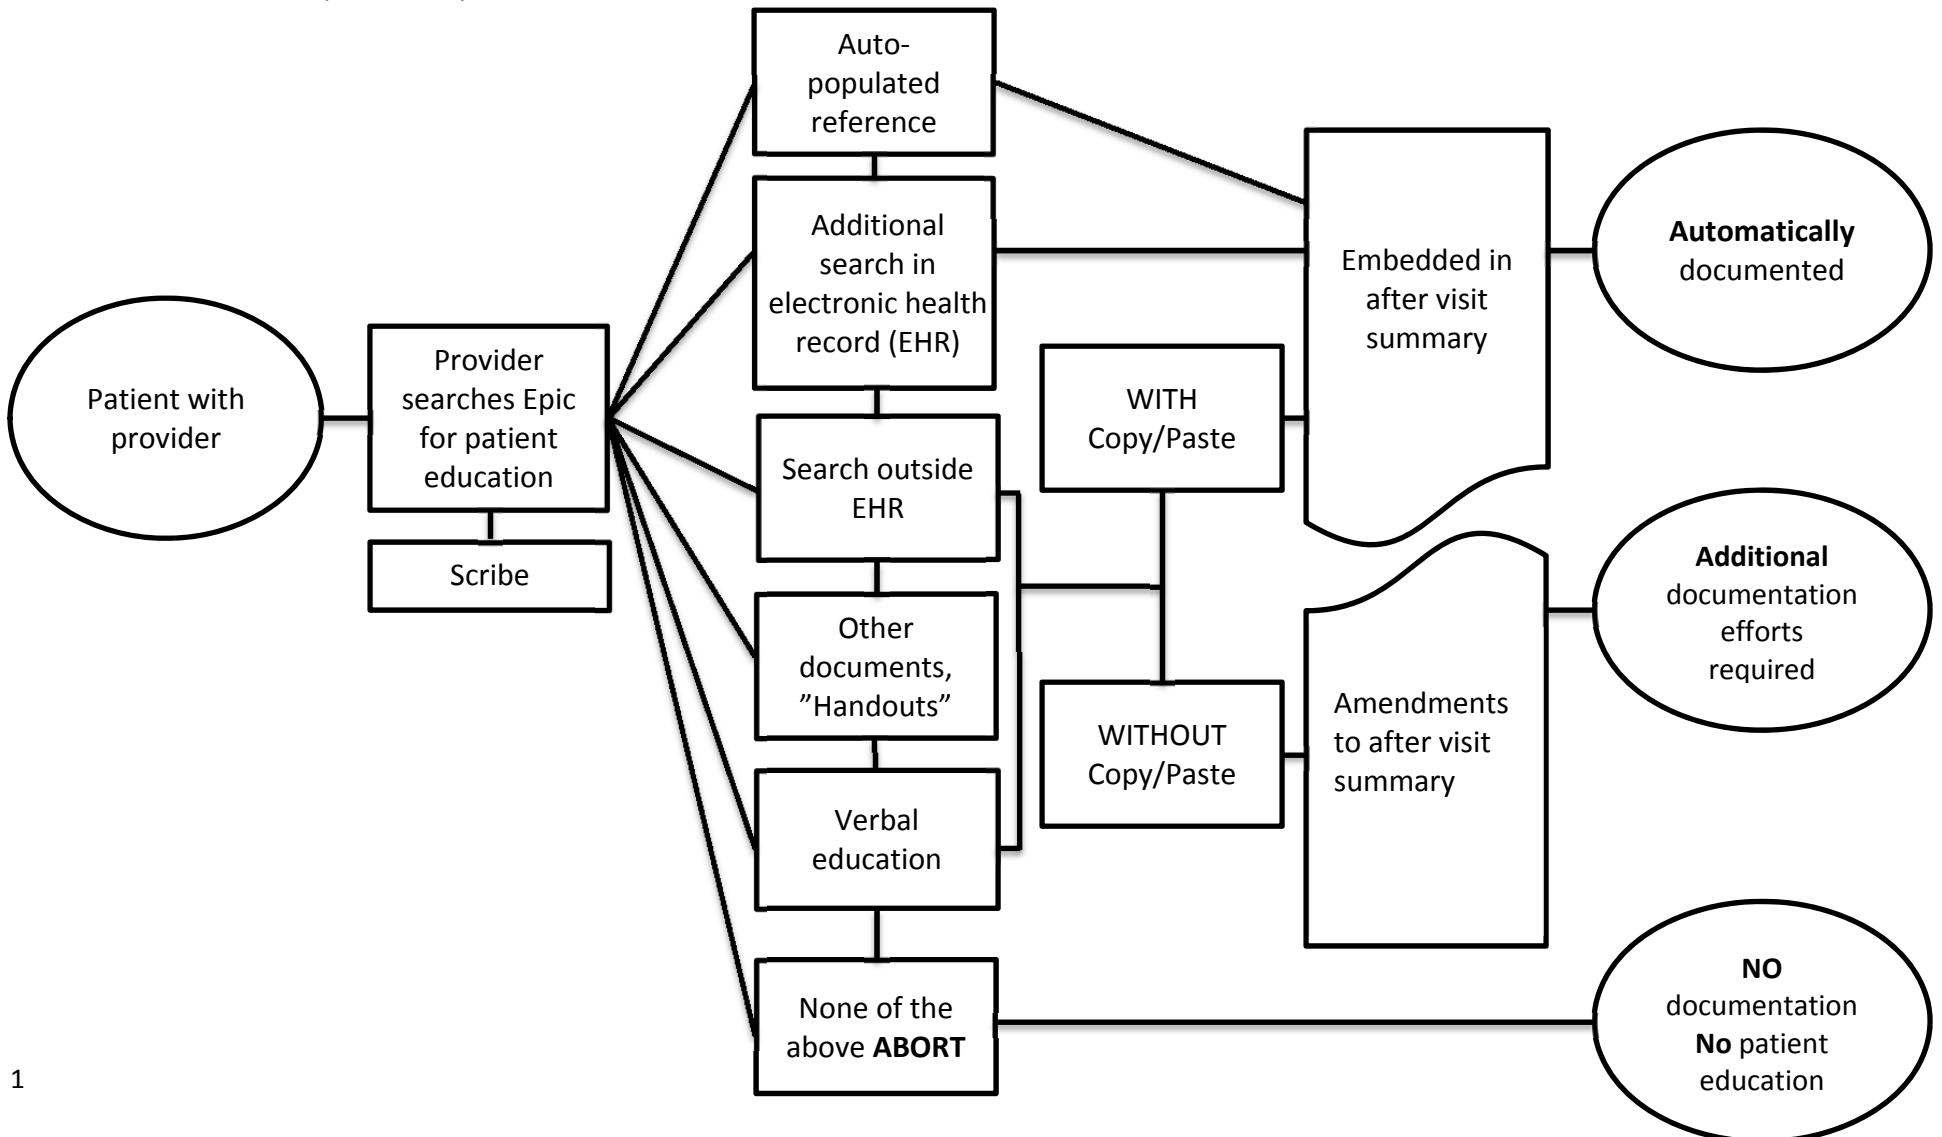 Auto-
populated
reference
Additional
search in
electronic health
record (EHR)
Embedded in
after visit
summary
Automatically
documented
Patient with
provider
Provider
searches Epic
for patient
education
Scribe
WITH
Copy/Paste
Search outside
EHR
Other
documents,
”Handouts”
WITHOUT
Copy/Paste
Amendments
to after visit
summary
Additional
documentation
efforts
required
Verbal
education
None of the
above ABORT
NO
documentation
No patient
education
1